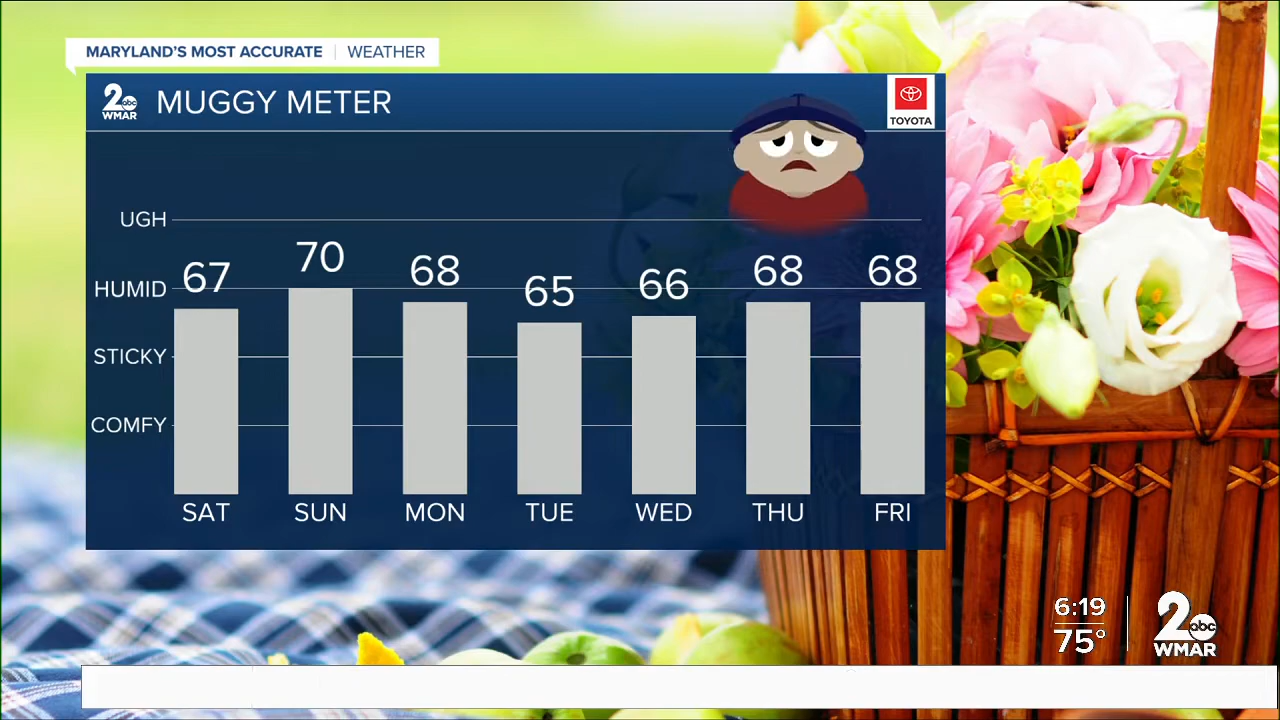 MARYLAND'S MOST ACCURATE | WEATHER
2 abc WMAR MUGGY METER
TOYOTA
UGH
HUMID
STICKY
COMFY
67 70 68 65 66 68 68
SAT SUN MON TUE WED THU FRI
6:19
75°
2 abc
WMAR